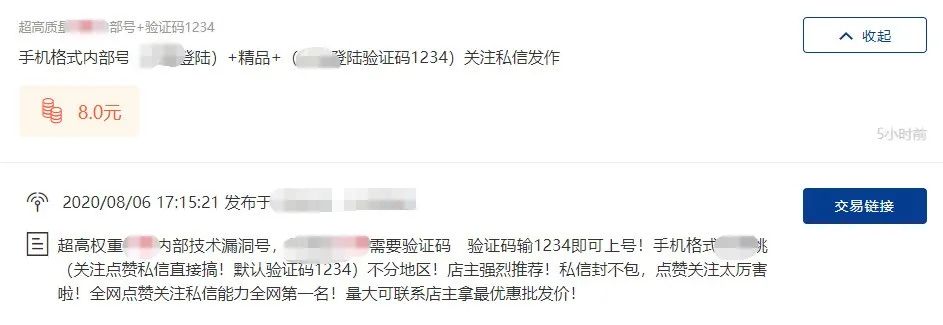 超高质量 部号+验证码1234
收起
手机格式内部号 登陆）+精品+（ 登陆验证码1234）关注私信发作
8.0元
5小时前
2020/08/06 17:15:21 发布于
交易链接
超高权重 内部技术漏洞号， 需要验证码 验证码输1234即可上号！手机格式
（关注点赞私信直接搞！默认验证码1234）不分地区！店主强烈推荐！私信封不包，点赞关注太厉害
啦！全网点赞关注私信能力全网第一名！量大可联系店主拿最优惠批发价！